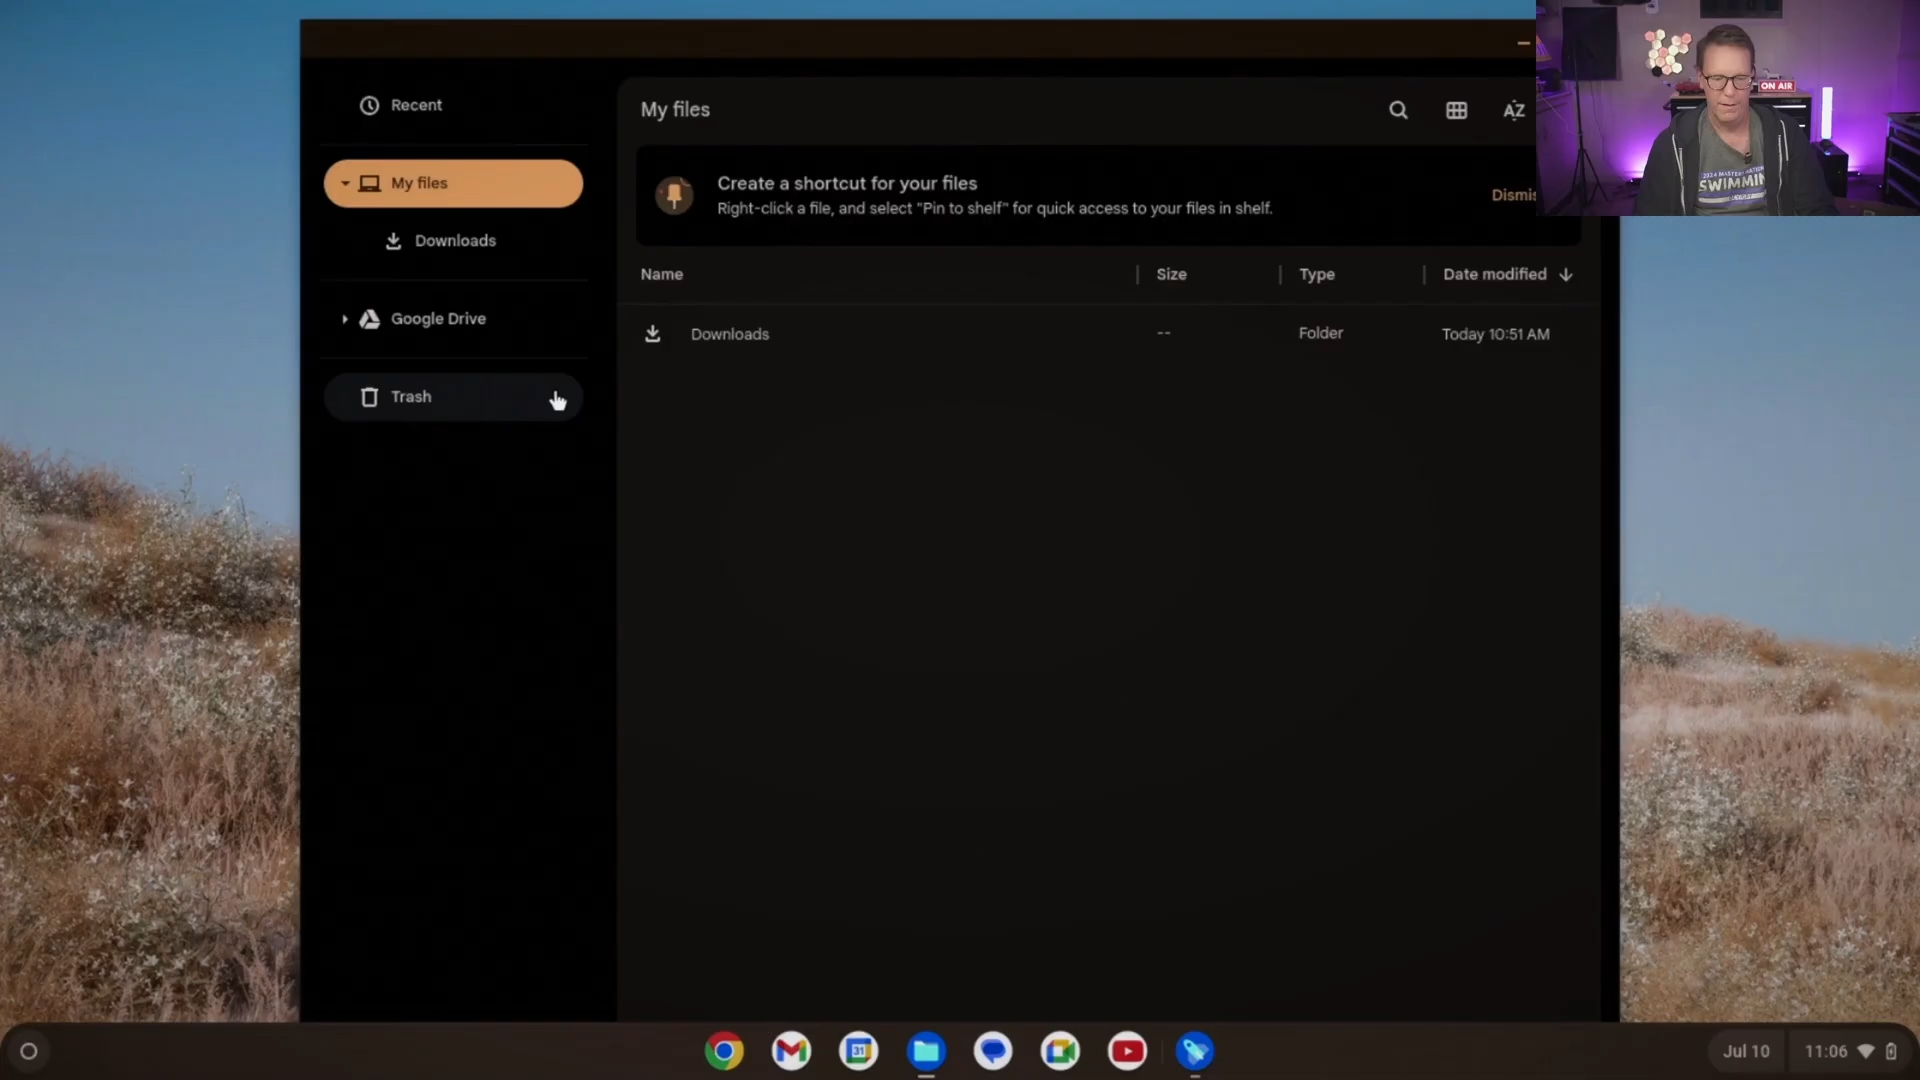 Recent
My files
Downloads
Google Drive
Trash
My files
AZ
Create a shortcut for your files
Right-click a file, and select "Pin to shelf" for quick access to your files in shelf.
Dismis
Name
Size
Type
Date modified
Downloads
--
Folder
Today 10:51 AM
ON AIR
SWIMMIN
31
Jul 10
11:06